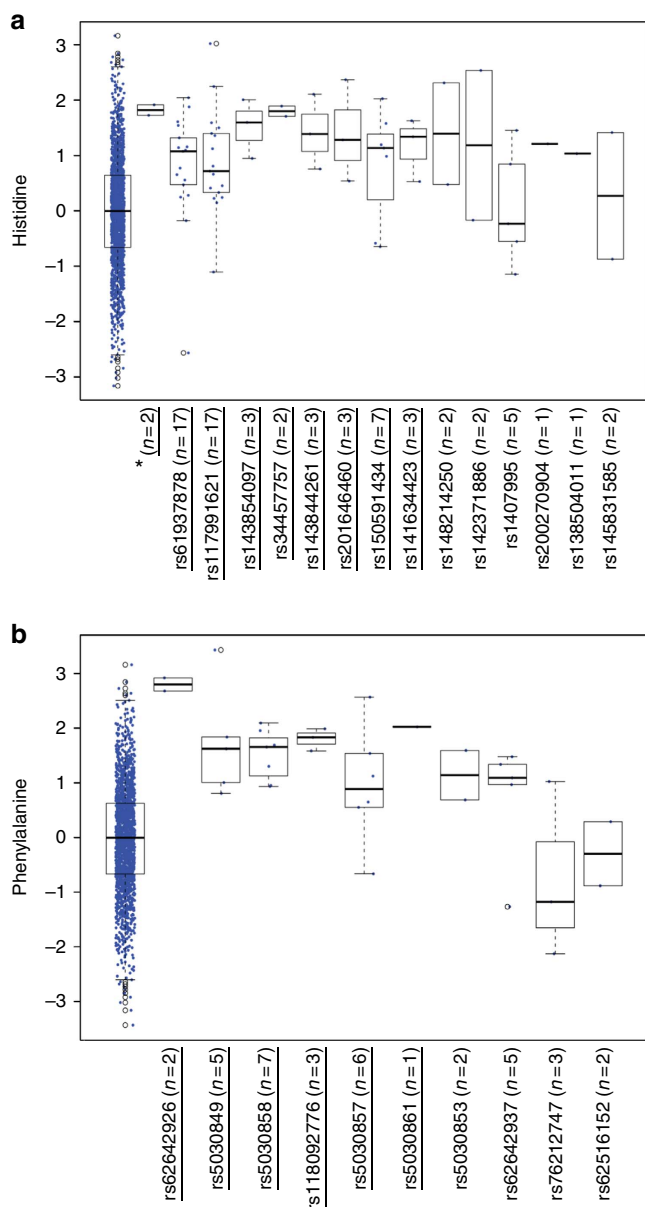 a
3
2
1
0
–1
–2
–3
Histidine
* (n=2)
rs61937878 (n=17)
rs117991621 (n=17)
rs143854097 (n=3)
rs34457757 (n=2)
rs143844261 (n=3)
rs201646460 (n=3)
rs150591434 (n=7)
rs141634423 (n=3)
rs148214250 (n=2)
rs142371886 (n=2)
rs1407995 (n=5)
rs200270904 (n=1)
rs138504011 (n=1)
rs145831585 (n=2)
b
3
2
1
0
–1
–2
–3
Phenylalanine
rs62642926 (n=2)
rs5030849 (n=5)
rs5030858 (n=7)
rs118092776 (n=3)
rs5030857 (n=6)
rs5030861 (n=1)
rs5030853 (n=2)
rs62642937 (n=5)
rs76212747 (n=3)
rs62516152 (n=2)